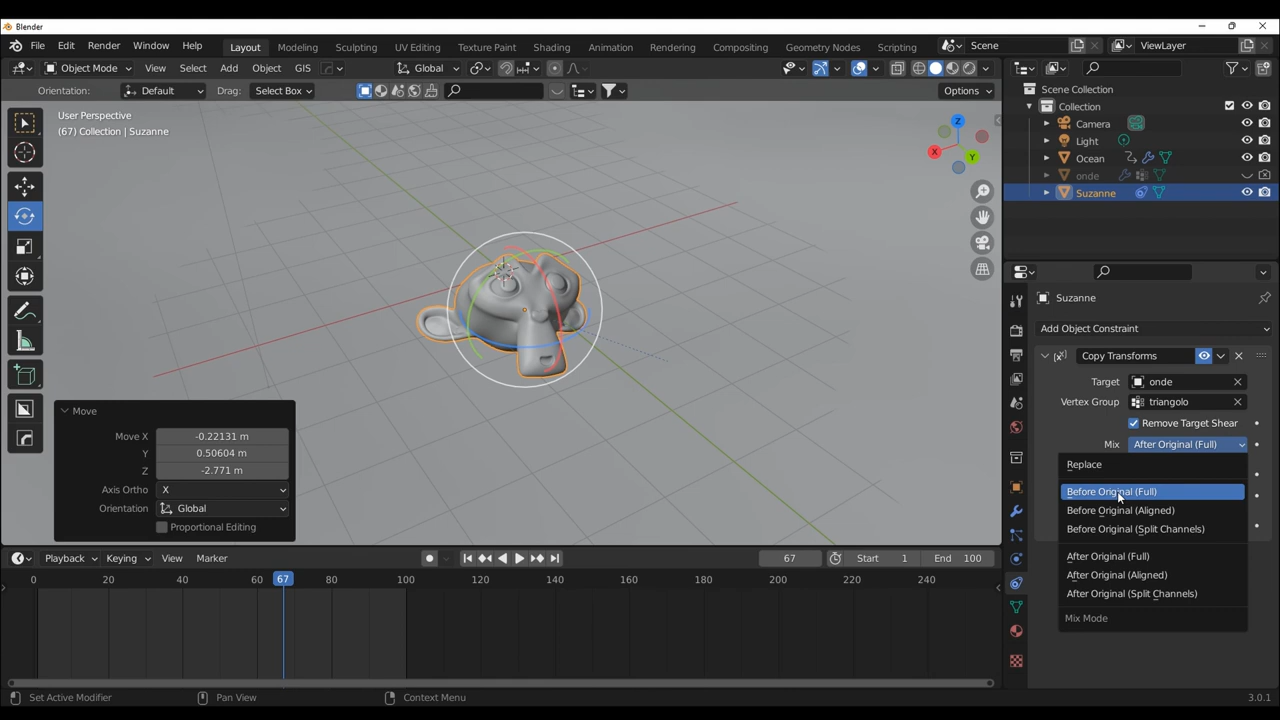 Blender
File Edit Render Window Help Layout Modeling Sculpting UV Editing Texture Paint Shading Animation Rendering Compositing Geometry Nodes Scripting Scene ViewLayer
Object Mode View Select Add Object GIS Global
Orientation: Default Drag: Select Box Options
User Perspective
(67) Collection | Suzanne
Z
X
Y
Move
Move X -0.22131 m
Y 0.50604 m
Z -2.771 m
Axis Ortho X
Orientation Global
Proportional Editing
Scene Collection
Collection
Camera
Light
Ocean
onde
Suzanne
Suzanne
Add Object Constraint
Copy Transforms
Target onde
Vertex Group triangolo
Remove Target Shear
Mix After Original (Full)
Replace
Before Original (Full)
Before Original (Aligned)
Before Original (Split Channels)
After Original (Full)
After Original (Aligned)
After Original (Split Channels)
Mix Mode
Playback Keying View Marker 67 Start 1 End 100
0 20 40 60 67 80 100 120 140 160 180 200 220 240
Set Active Modifier Pan View Context Menu 3.0.1